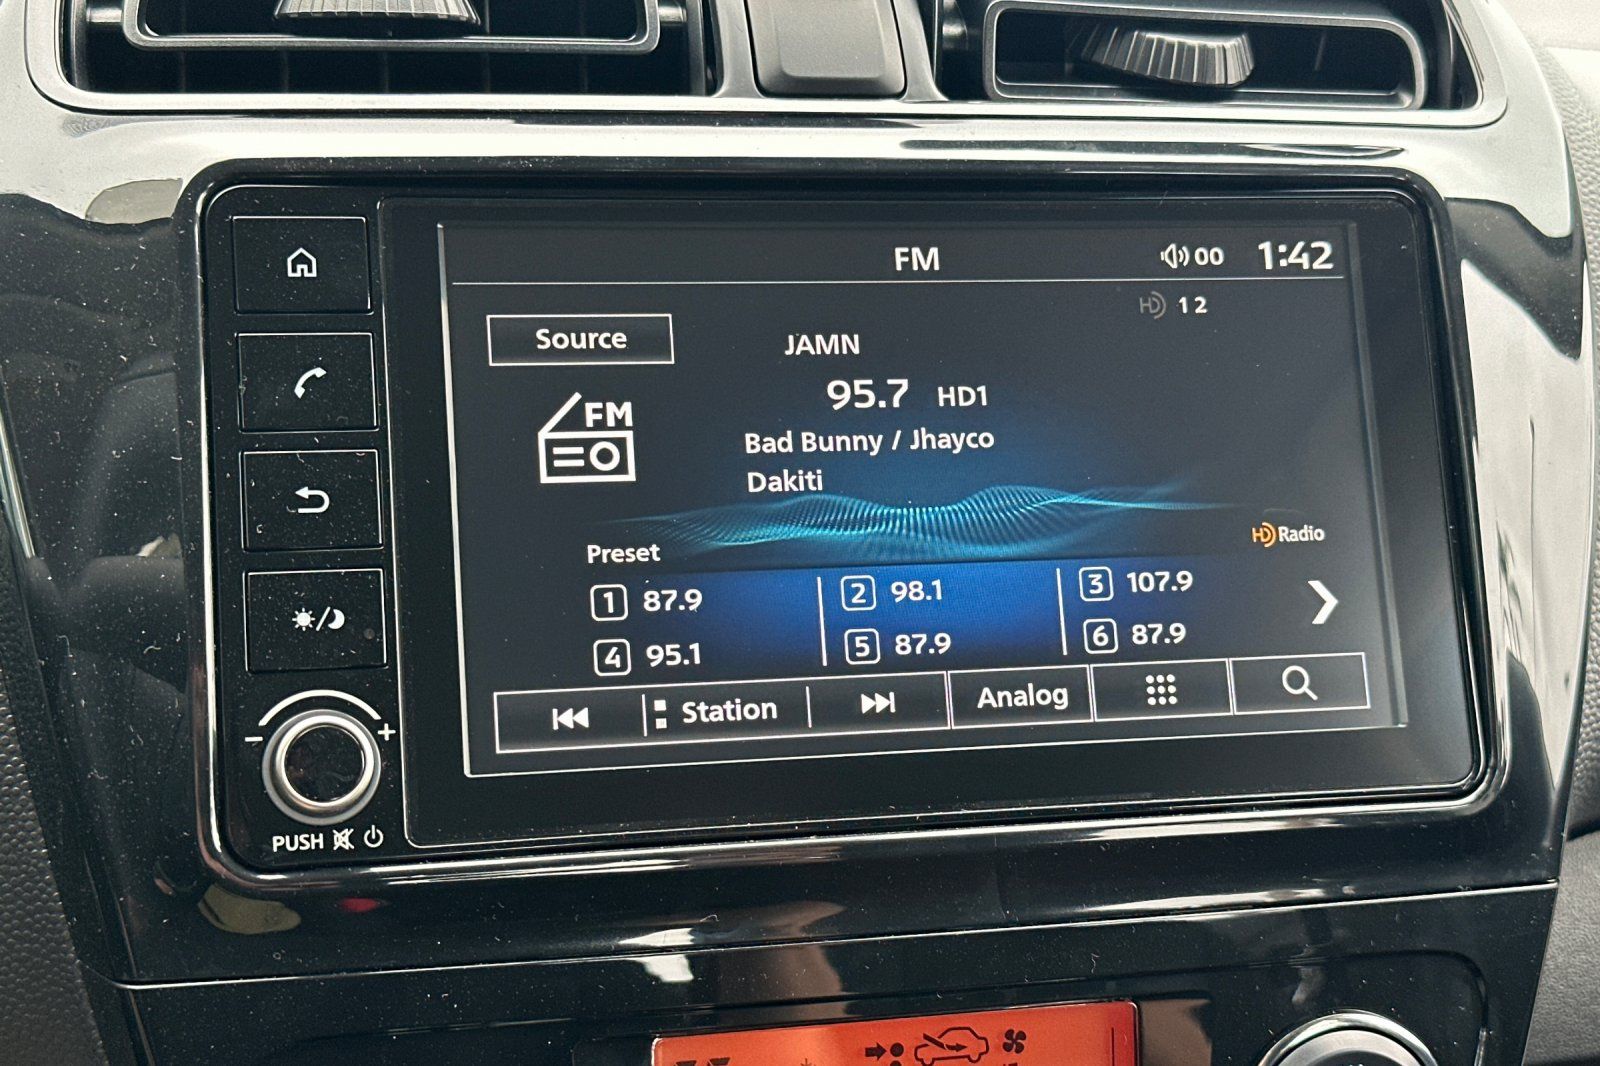 FM 00 1:42
HD 1 2
Source
JAMN
95.7 HD1
FM
Bad Bunny / Jhayco
Dakiti
HD Radio
Preset
1 87.9 2 98.1 3 107.9
4 95.1 5 87.9 6 87.9
Station Analog
- +
PUSH